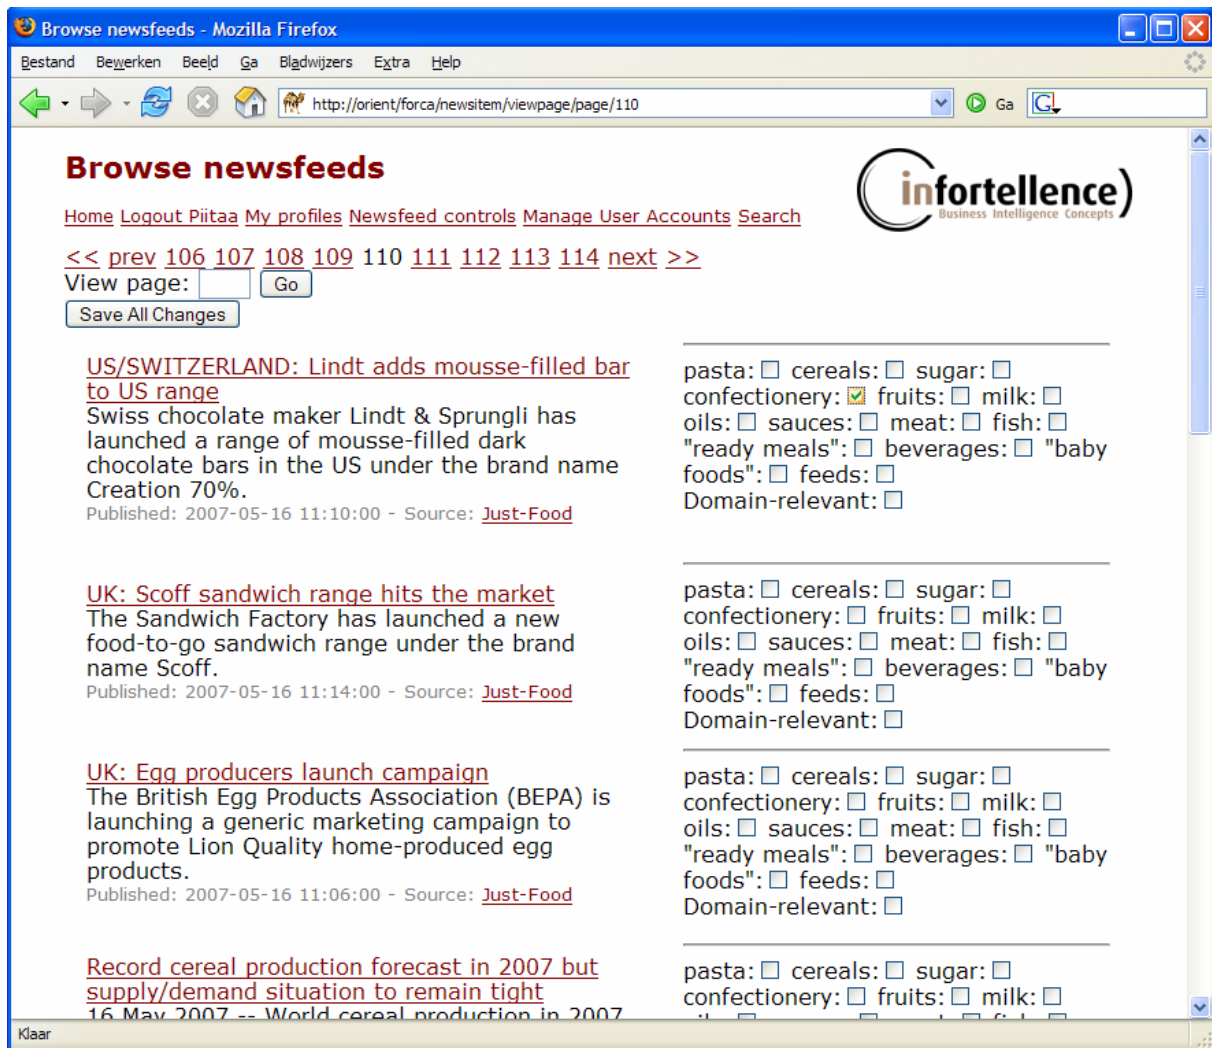 Browse newsfeeds - Mozilla Firefox
Bestand Bewerken Beeld Ga Bladwijzers Extra Help
http://orient/forca/newsitem/viewpage/page/110 Ga G
Browse newsfeeds
infortellence
Business Intelligence Concepts
Home Logout Piitaa My profiles Newsfeed controls Manage User Accounts Search
<< prev 106 107 108 109 110 111 112 113 114 next >>
View page: Go
Save All Changes
US/SWITZERLAND: Lindt adds mousse-filled bar
to US range
Swiss chocolate maker Lindt & Sprungli has
launched a range of mousse-filled dark
chocolate bars in the US under the brand name
Creation 70%.
Published: 2007-05-16 11:10:00 - Source: Just-Food
pasta: cereals: sugar:
confectionery: fruits: milk:
oils: sauces: meat: fish:
"ready meals": beverages: "baby
foods": feeds:
Domain-relevant:
UK: Scoff sandwich range hits the market
The Sandwich Factory has launched a new
food-to-go sandwich range under the brand
name Scoff.
Published: 2007-05-16 11:14:00 - Source: Just-Food
pasta: cereals: sugar:
confectionery: fruits: milk:
oils: sauces: meat: fish:
"ready meals": beverages: "baby
foods": feeds:
Domain-relevant:
UK: Egg producers launch campaign
The British Egg Products Association (BEPA) is
launching a generic marketing campaign to
promote Lion Quality home-produced egg
products.
Published: 2007-05-16 11:06:00 - Source: Just-Food
pasta: cereals: sugar:
confectionery: fruits: milk:
oils: sauces: meat: fish:
"ready meals": beverages: "baby
foods": feeds:
Domain-relevant:
Record cereal production forecast in 2007 but
supply/demand situation to remain tight
16 May 2007 -- World cereal production in 2007
pasta: cereals: sugar:
confectionery: fruits: milk:
Klaar